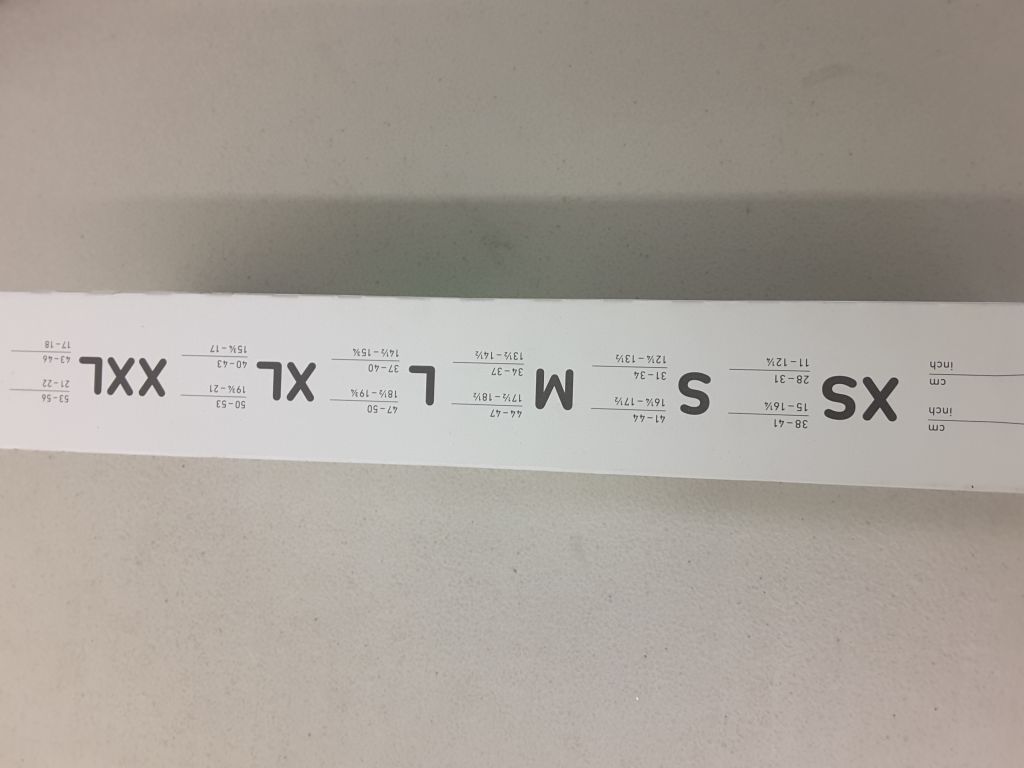 cm
inch
cm
inch
XS
38-41
15-16¼
28-31
11-12¼
S
41-44
16¼-17½
31-34
12¼-13½
M
44-47
17½-18½
34-37
13½-14½
L
47-50
18½-19¾
37-40
14½-15¾
XL
50-53
19¾-21
40-43
15¾-17
XXL
53-56
21-22
43-46
17-18